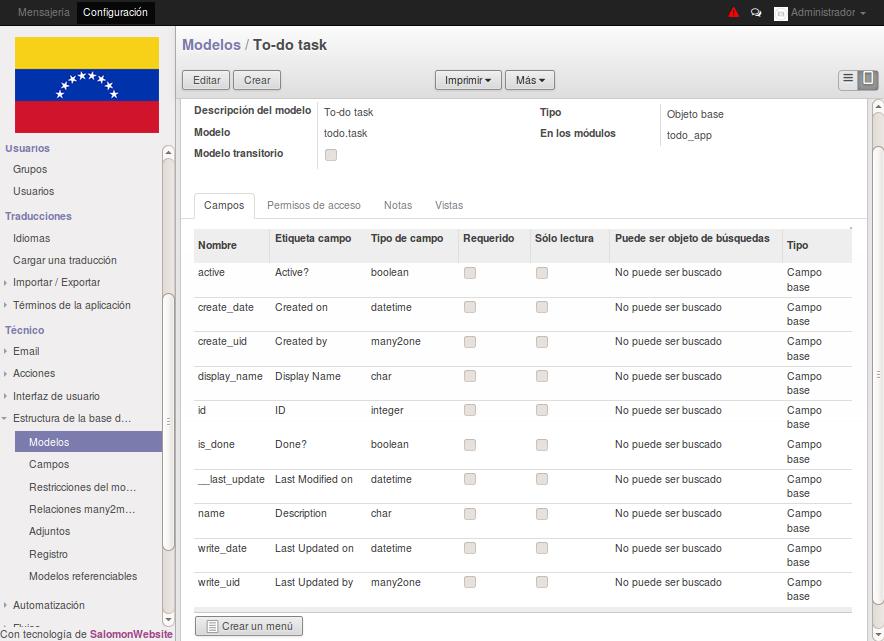 Mensajería Configuración Administrador
Modelos / To-do task
Editar Crear Imprimir Más
Usuarios
Grupos
Usuarios
Traducciones
Idiomas
Cargar una traducción
Importar / Exportar
Términos de la aplicación
Técnico
Email
Acciones
Interfaz de usuario
Estructura de la base d...
Modelos
Campos
Restricciones del mo...
Relaciones many2m...
Adjuntos
Registro
Modelos referenciables
Automatización
Con tecnología de SalomonWebsite
Descripción del modelo To-do task Tipo Objeto base
Modelo todo.task En los módulos todo_app
Modelo transitorio
Campos Permisos de acceso Notas Vistas
Nombre Etiqueta campo Tipo de campo Requerido Sólo lectura Puede ser objeto de búsquedas Tipo
active Active? boolean No puede ser buscado Campo
base
create_date Created on datetime No puede ser buscado Campo
base
create_uid Created by many2one No puede ser buscado Campo
base
display_name Display Name char No puede ser buscado Campo
base
id ID integer No puede ser buscado Campo
base
is_done Done? boolean No puede ser buscado Campo
base
__last_update Last Modified on datetime No puede ser buscado Campo
base
name Description char No puede ser buscado Campo
base
write_date Last Updated on datetime No puede ser buscado Campo
base
write_uid Last Updated by many2one No puede ser buscado Campo
base
Crear un menú